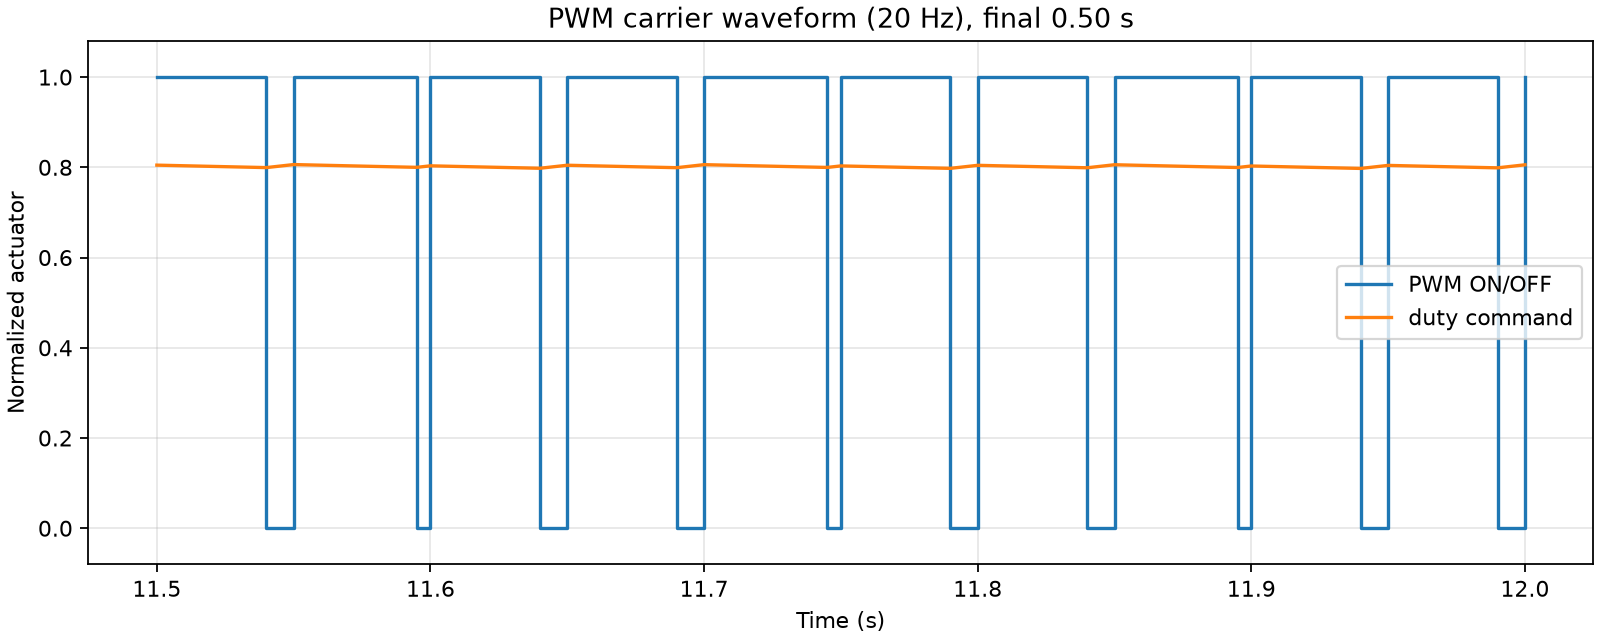 PWM carrier waveform (20 Hz), final 0.50 s
Normalized actuator
1.0
0.8
0.6
0.4
0.2
0.0
PWM ON/OFF
duty command
11.5 11.6 11.7 11.8 11.9 12.0
Time (s)